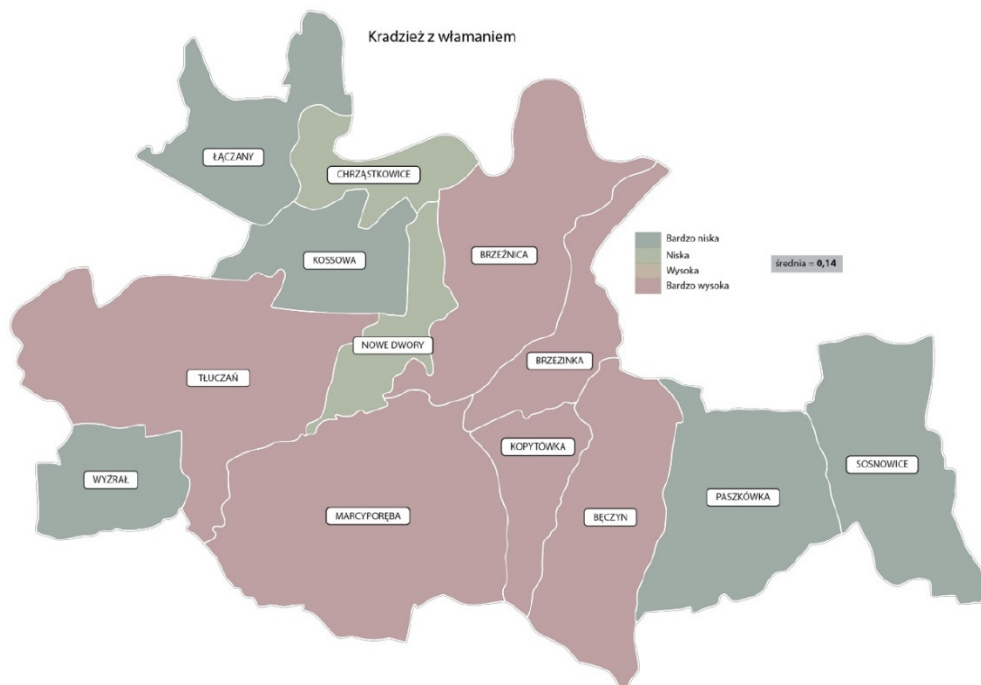 Kradzież z włamaniem
ŁĄCZANY
CHRZĄSTKOWICE
KOSSOWA
BRZEŹNICA
Bardzo niska
Niska
Wysoka
Bardzo wysoka
średnia = 0,14
NOWE DWORY
BRZEZINKA
TŁUCZAŃ
KOPYTÓWKA
WYŹRAŁ
SOSNOWICE
PASZKÓWKA
MARCYPORĘBA
BĘCZYN